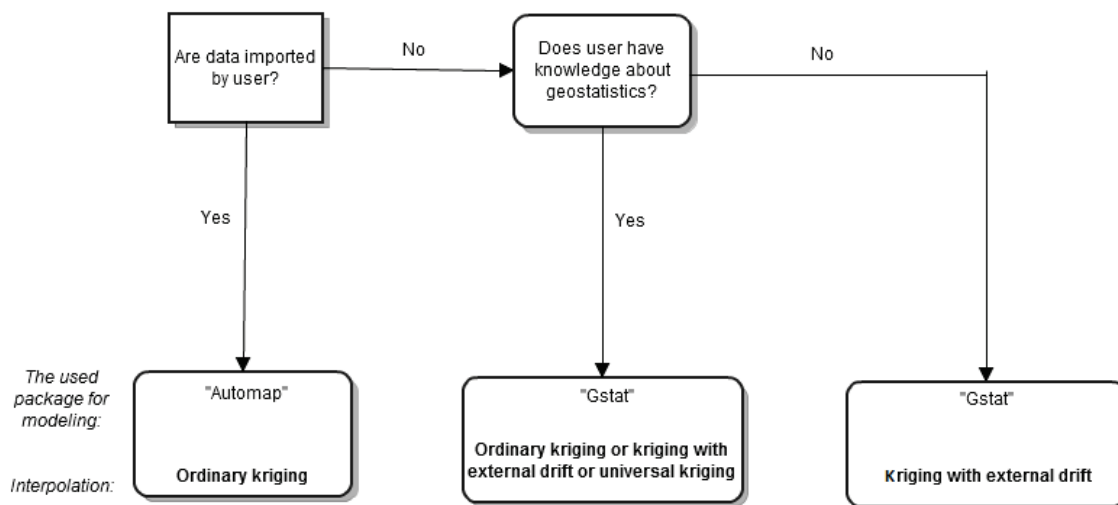 Are data imported
by user?
No
Does user have
knowledge about
geostatistics?
No
Yes
Yes
The used
package for
modeling:
"Automap"
"Gstat"
"Gstat"
Interpolation:
Ordinary kriging
Ordinary kriging or kriging with
external drift or universal kriging
Kriging with external drift